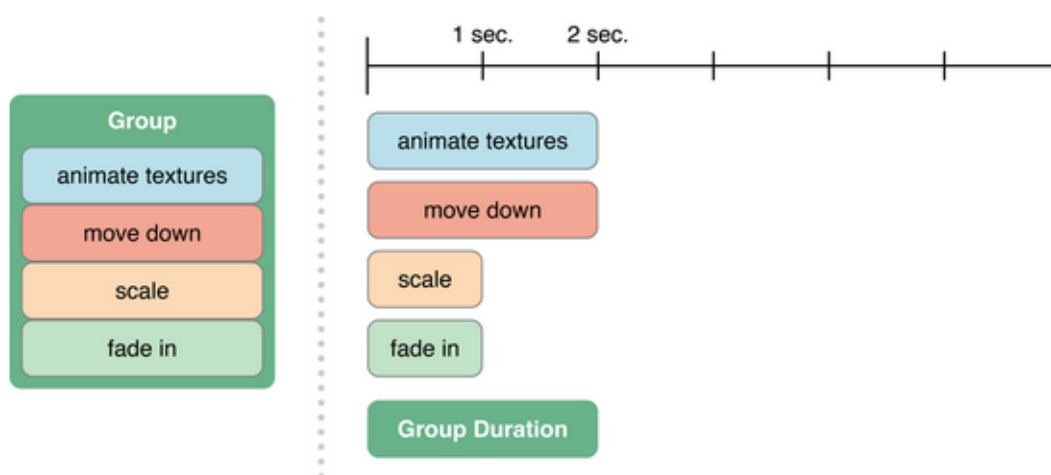 Group
animate textures
move down
scale
fade in
1 sec. 2 sec.
animate textures
move down
scale
fade in
Group Duration